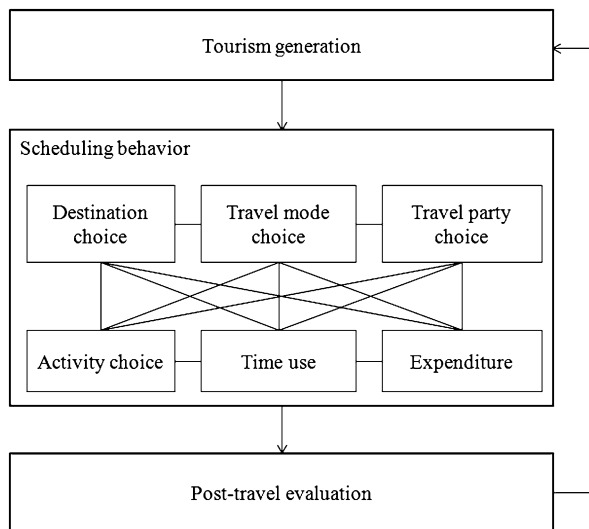 Tourism generation
Scheduling behavior
Destination
choice
Travel mode
choice
Travel party
choice
Activity choice
Time use
Expenditure
Post-travel evaluation